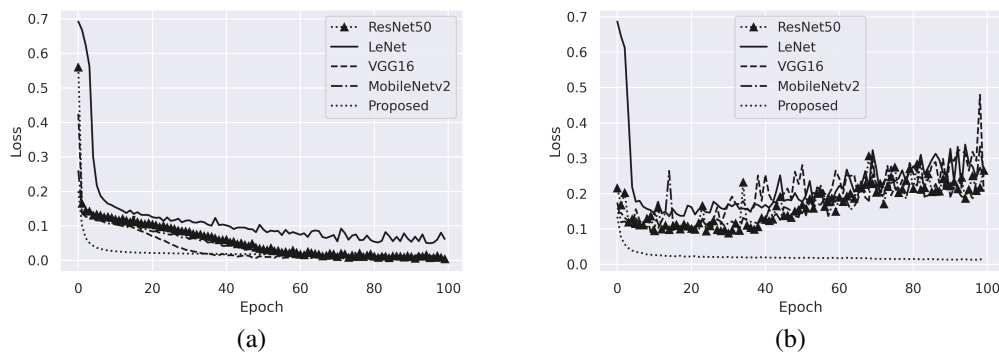 0.7
0.6
0.5
0.4
0.3
0.2
0.1
0.0
Loss
0 20 40 60 80 100
Epoch
ResNet50
LeNet
VGG16
MobileNetv2
Proposed
(a)
0.7
0.6
0.5
0.4
0.3
0.2
0.1
0.0
Loss
0 20 40 60 80 100
Epoch
ResNet50
LeNet
VGG16
MobileNetv2
Proposed
(b)